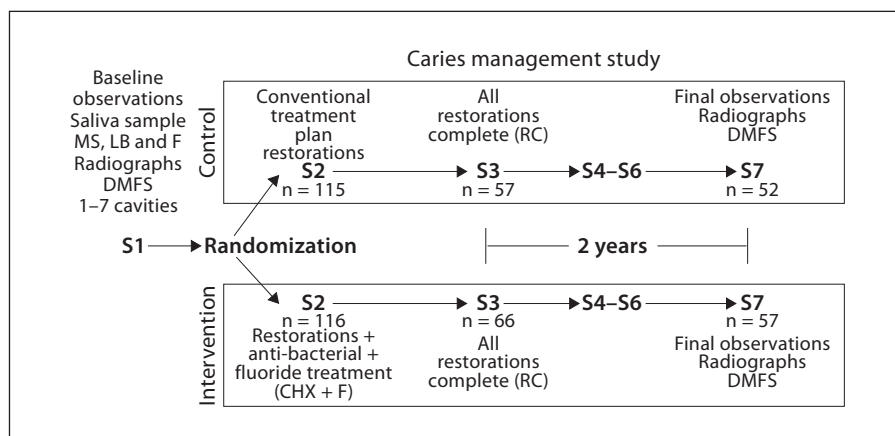 Caries management study
Baseline
observations
Saliva sample
MS, LB and F
Radiographs
DMFS
1–7 cavities
S1
Randomization
Control
Conventional
treatment
plan
restorations
S2
n = 115
All
restorations
complete (RC)
S3
n = 57
S4–S6
Final observations
Radiographs
DMFS
S7
n = 52
2 years
Intervention
S2
n = 116
Restorations +
anti-bacterial +
fluoride treatment
(CHX + F)
S3
n = 66
All
restorations
complete (RC)
S4–S6
S7
n = 57
Final observations
Radiographs
DMFS